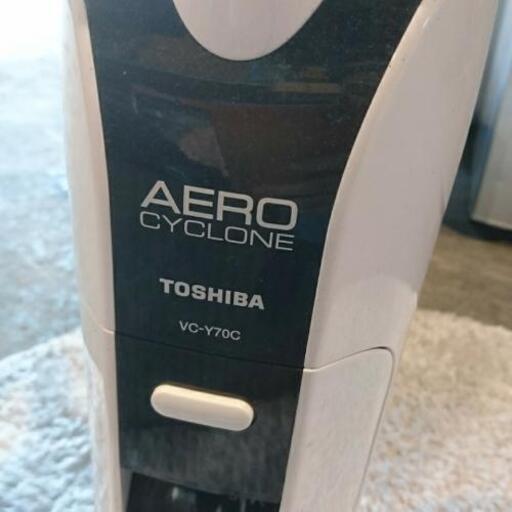 AERO
CYCLONE
TOSHIBA
VC-Y70C